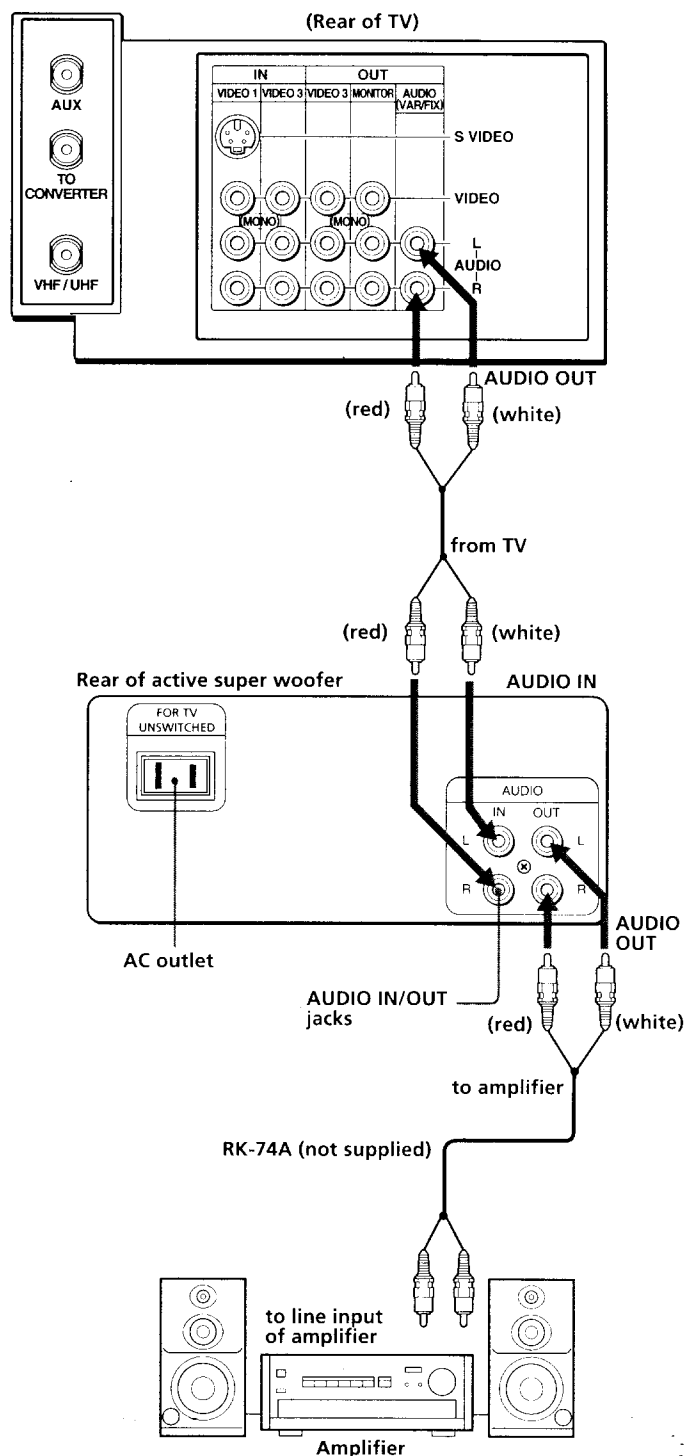 (Rear of TV)
IN OUT
VIDEO 1 VIDEO 3 VIDEO 3 MONITOR AUDIO
(VAR/FIX)
AUX
S VIDEO
TO
CONVERTER
VIDEO
(MONO) (MONO)
L
AUDIO
R
VHF / UHF
AUDIO OUT
(red) (white)
from TV
(red) (white)
Rear of active super woofer AUDIO IN
FOR TV
UNSWITCHED
AUDIO
IN OUT
L L
R R
AUDIO
OUT
AC outlet
AUDIO IN/OUT
jacks
(red) (white)
to amplifier
RK-74A (not supplied)
to line input
of amplifier
Amplifier